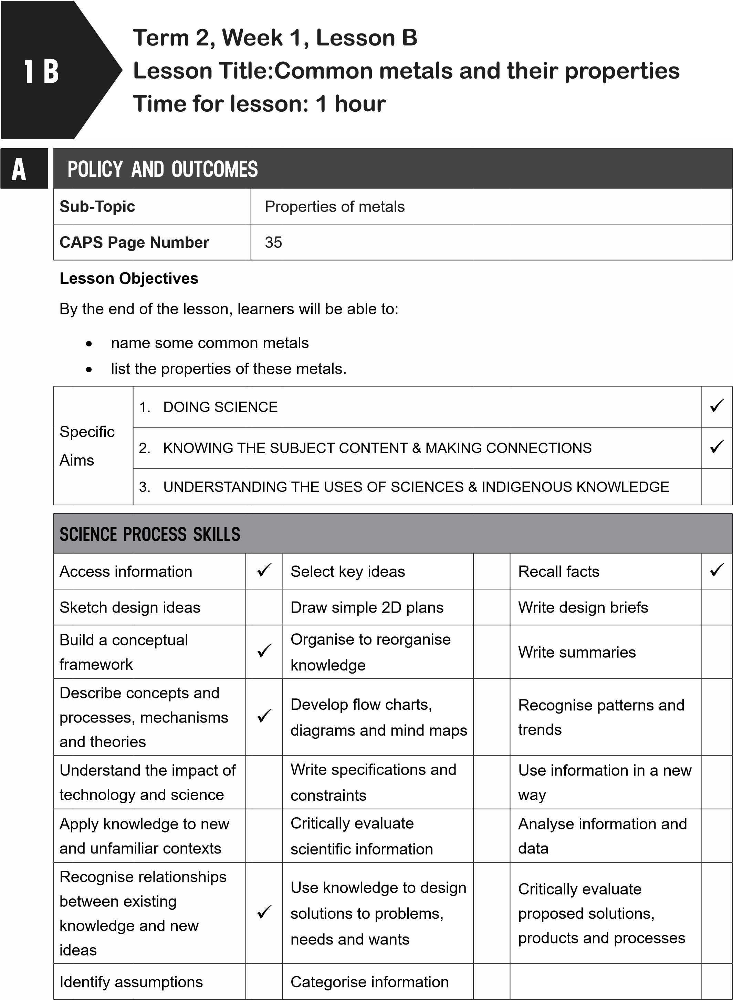 1 B
Term 2, Week 1, Lesson B
Lesson Title:Common metals and their properties
Time for lesson: 1 hour
A
POLICY AND OUTCOMES
Sub-Topic
Properties of metals
CAPS Page Number
35
Lesson Objectives
By the end of the lesson, learners will be able to:
• name some common metals
• list the properties of these metals.
Specific
Aims
1. DOING SCIENCE ✓
2. KNOWING THE SUBJECT CONTENT & MAKING CONNECTIONS ✓
3. UNDERSTANDING THE USES OF SCIENCES & INDIGENOUS KNOWLEDGE
SCIENCE PROCESS SKILLS
Access information ✓
Select key ideas
Recall facts ✓
Sketch design ideas
Draw simple 2D plans
Write design briefs
Build a conceptual
framework ✓
Organise to reorganise
knowledge
Write summaries
Describe concepts and
processes, mechanisms
and theories ✓
Develop flow charts,
diagrams and mind maps
Recognise patterns and
trends
Understand the impact of
technology and science
Write specifications and
constraints
Use information in a new
way
Apply knowledge to new
and unfamiliar contexts
Critically evaluate
scientific information
Analyse information and
data
Recognise relationships
between existing
knowledge and new
ideas ✓
Use knowledge to design
solutions to problems,
needs and wants
Critically evaluate
proposed solutions,
products and processes
Identify assumptions
Categorise information